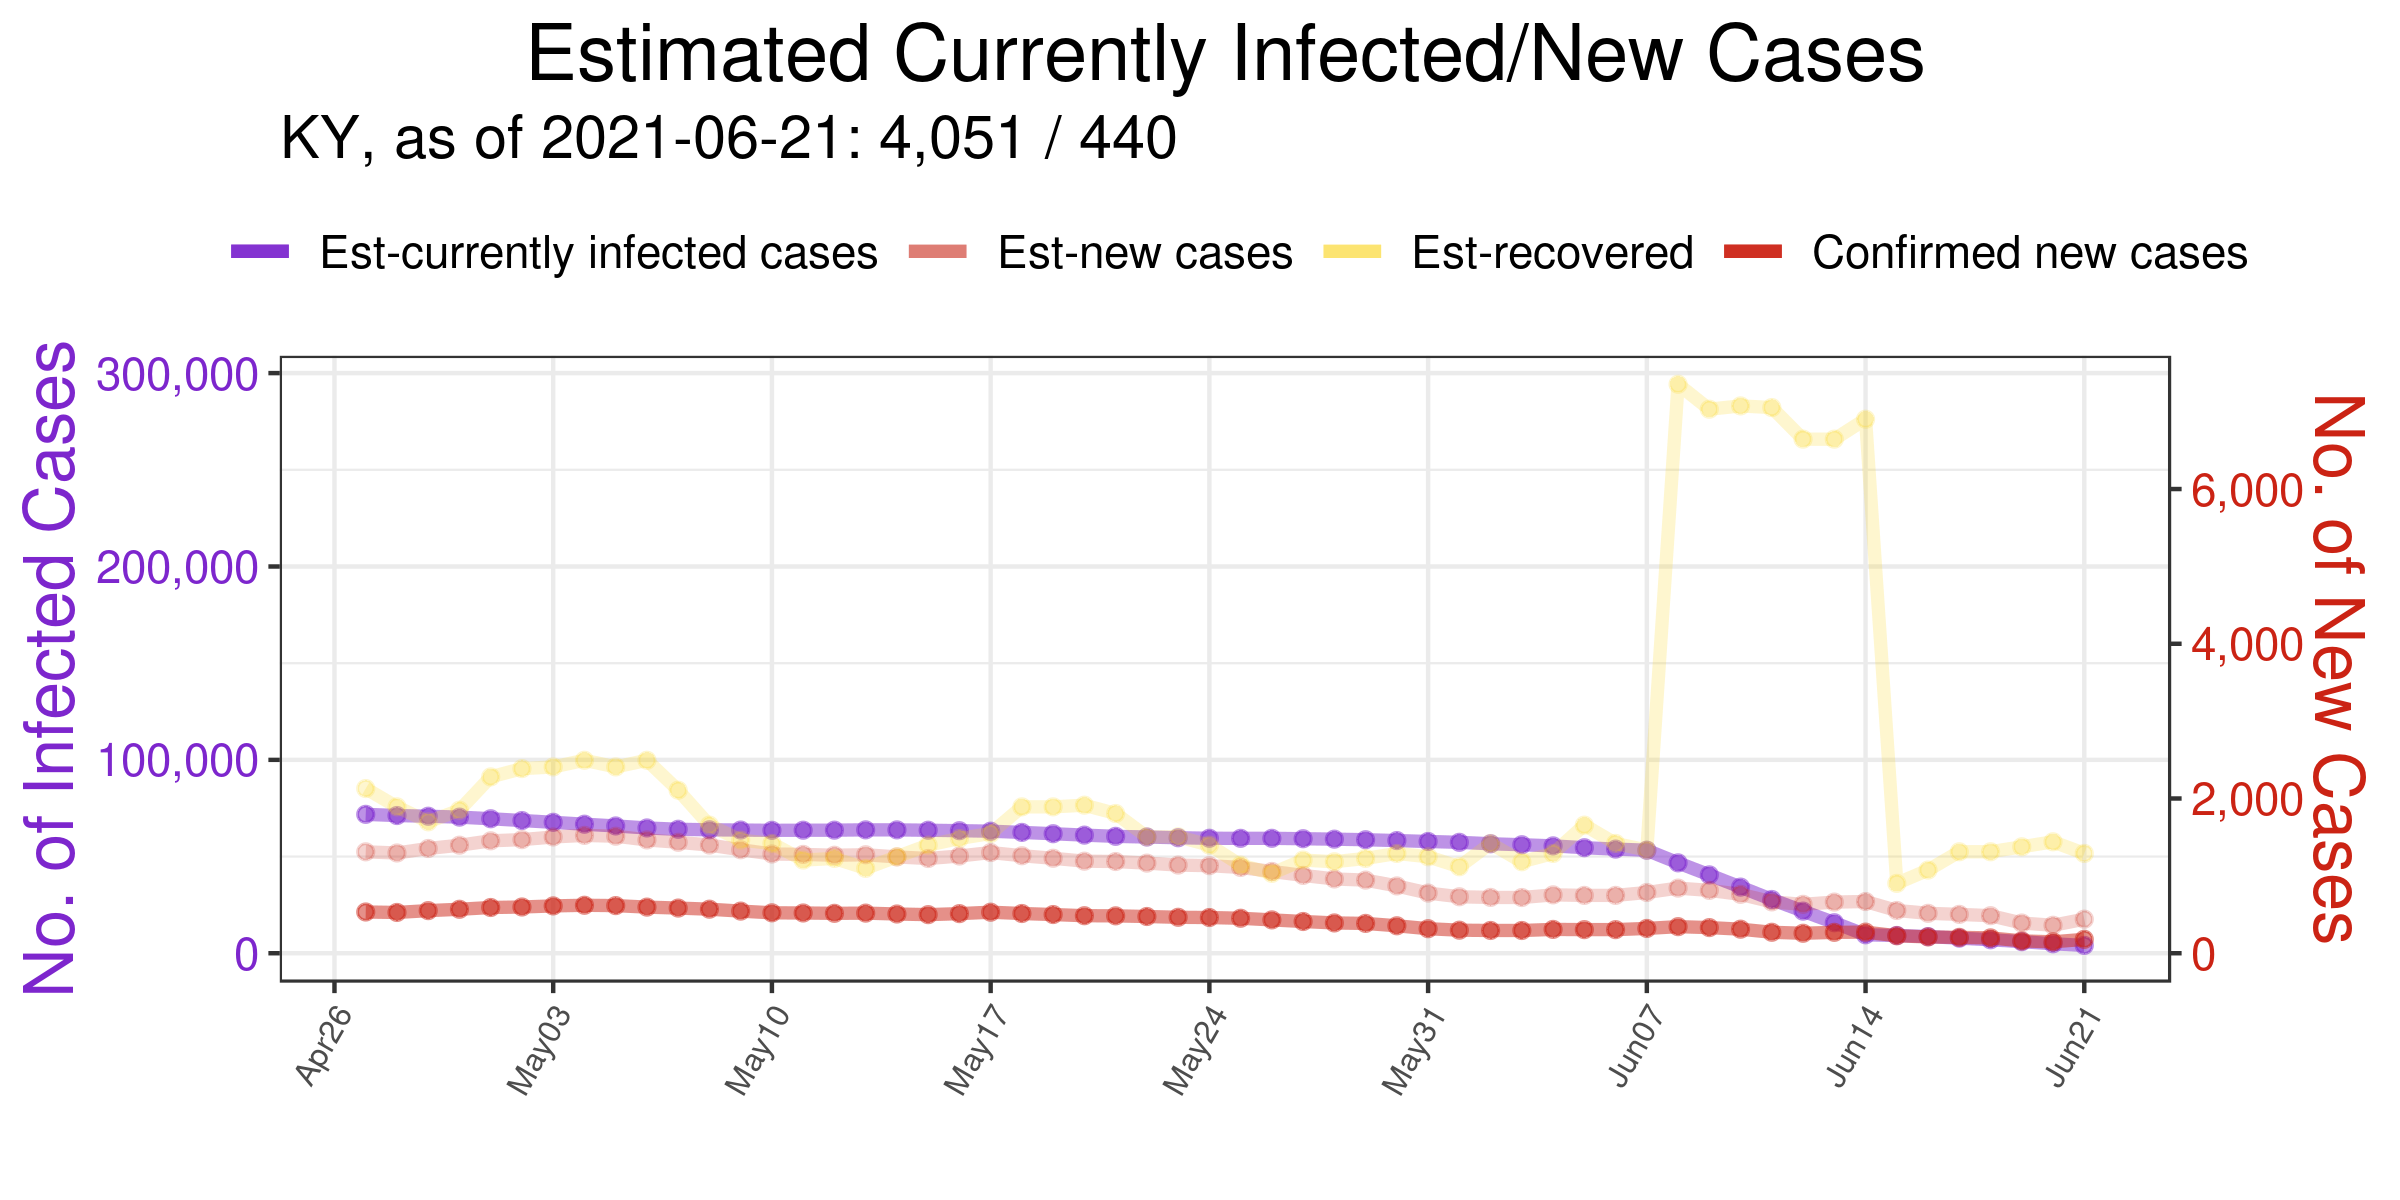 Estimated Currently Infected/New Cases
KY, as of 2021-06-21: 4,051 / 440
Est-currently infected cases
Est-new cases
Est-recovered
Confirmed new cases
No. of Infected Cases
300,000
200,000
100,000
0
6,000
4,000
2,000
0
No. of New Cases
Apr26
May03
May10
May17
May24
May31
Jun07
Jun14
Jun21